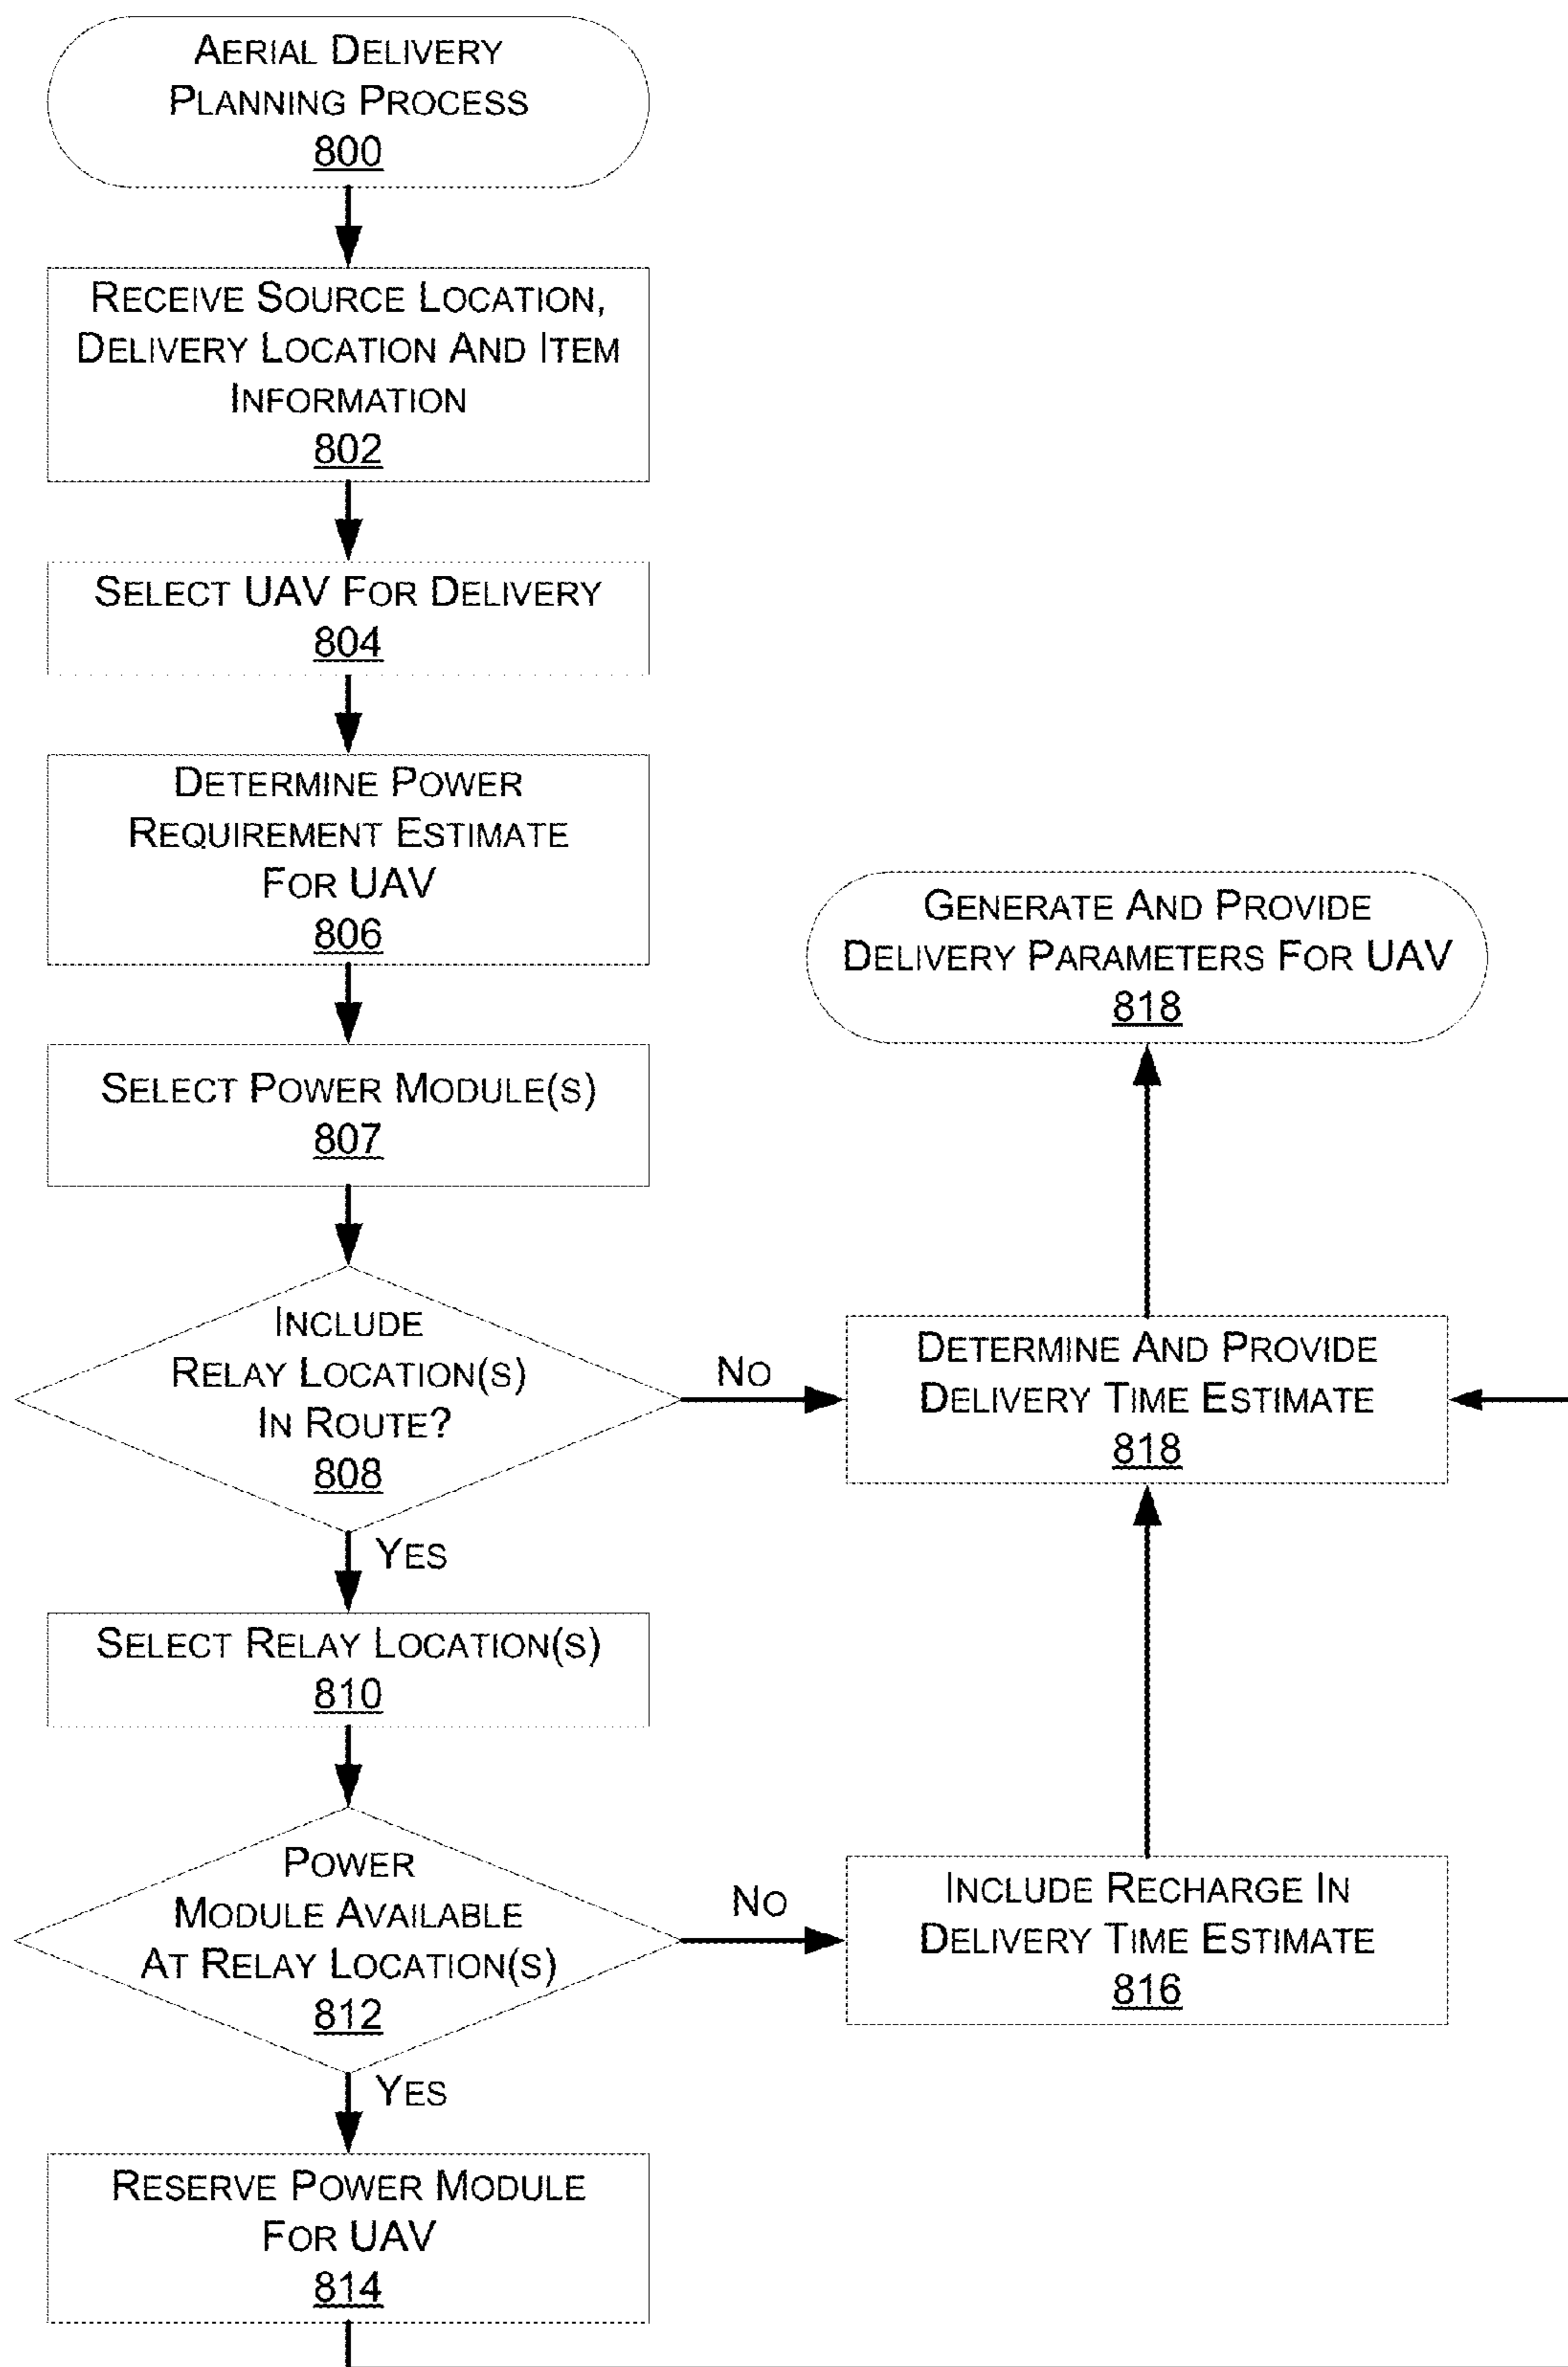 AERIAL DELIVERY
PLANNING PROCESS
800
RECEIVE SOURCE LOCATION,
DELIVERY LOCATION AND ITEM
INFORMATION
802
SELECT UAV FOR DELIVERY
804
DETERMINE POWER
REQUIREMENT ESTIMATE
FOR UAV
806
SELECT POWER MODULE(S)
807
INCLUDE
RELAY LOCATION(S)
IN ROUTE?
808
NO
YES
SELECT RELAY LOCATION(S)
810
POWER
MODULE AVAILABLE
AT RELAY LOCATION(S)
812
NO
YES
RESERVE POWER MODULE
FOR UAV
814
GENERATE AND PROVIDE
DELIVERY PARAMETERS FOR UAV
818
DETERMINE AND PROVIDE
DELIVERY TIME ESTIMATE
818
INCLUDE RECHARGE IN
DELIVERY TIME ESTIMATE
816